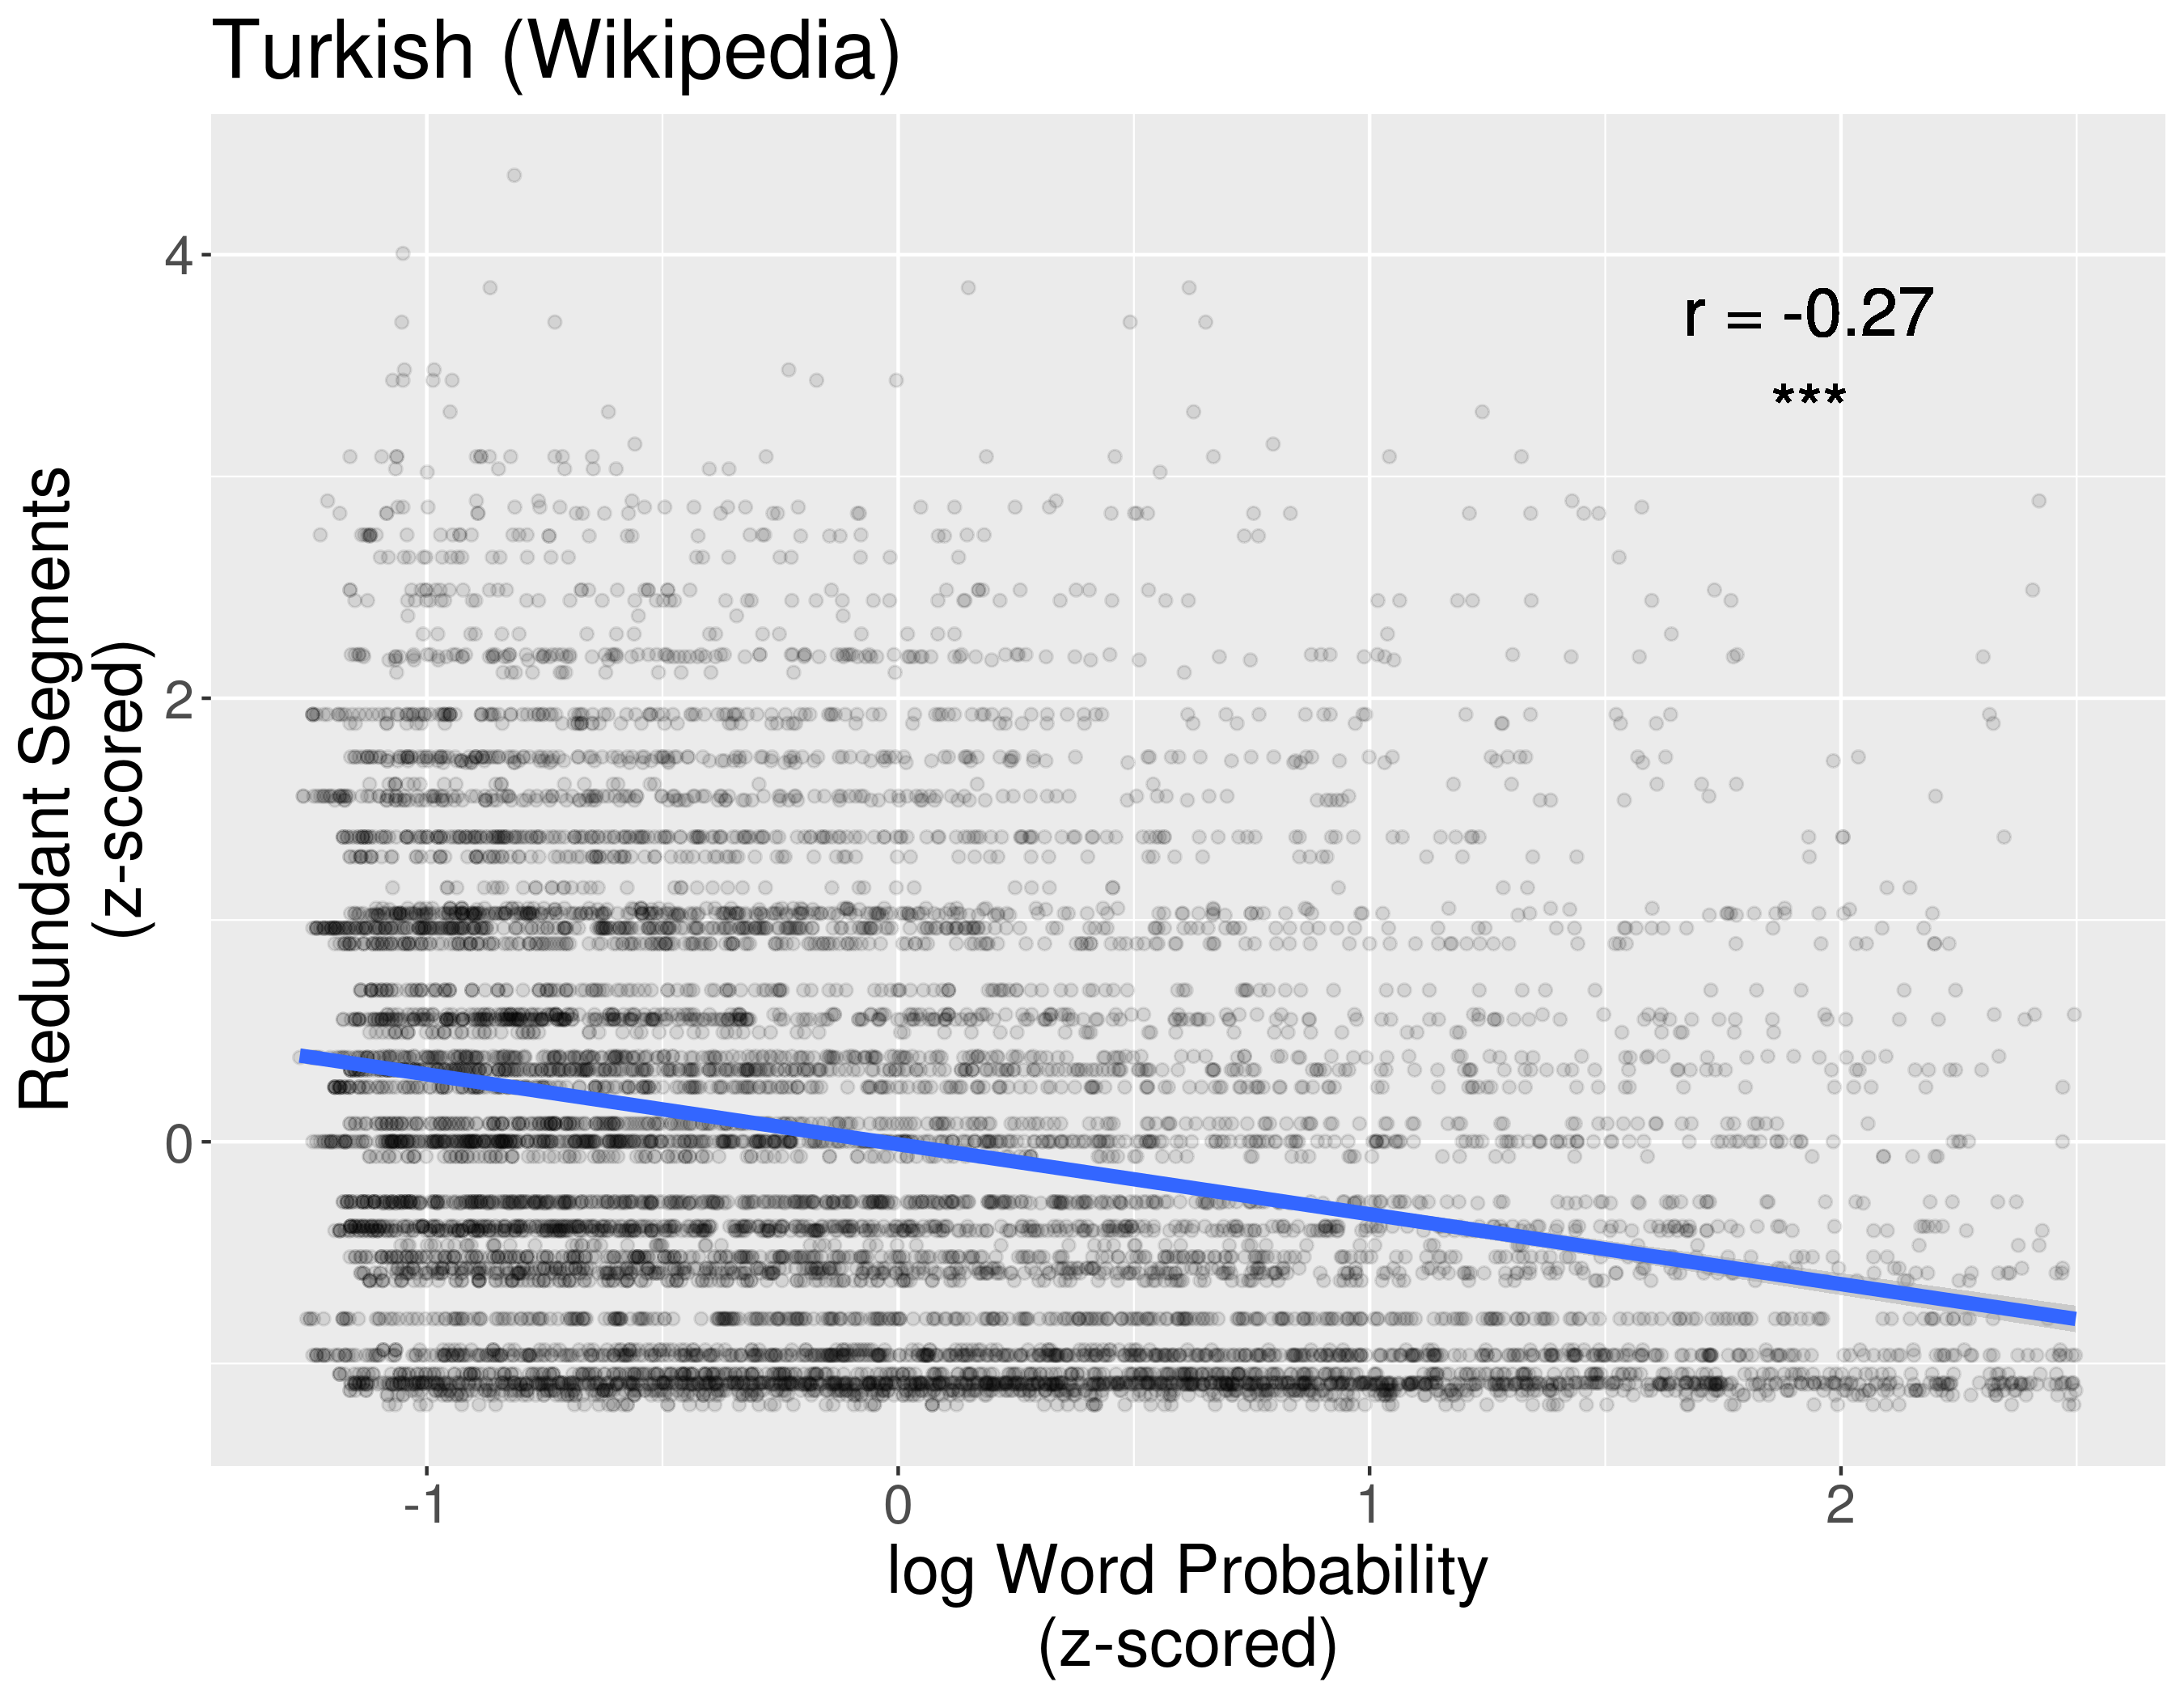 Turkish (Wikipedia)
r = -0.27
***
Redundant Segments
(z-scored)
4
2
0
-1
0
1
2
log Word Probability
(z-scored)